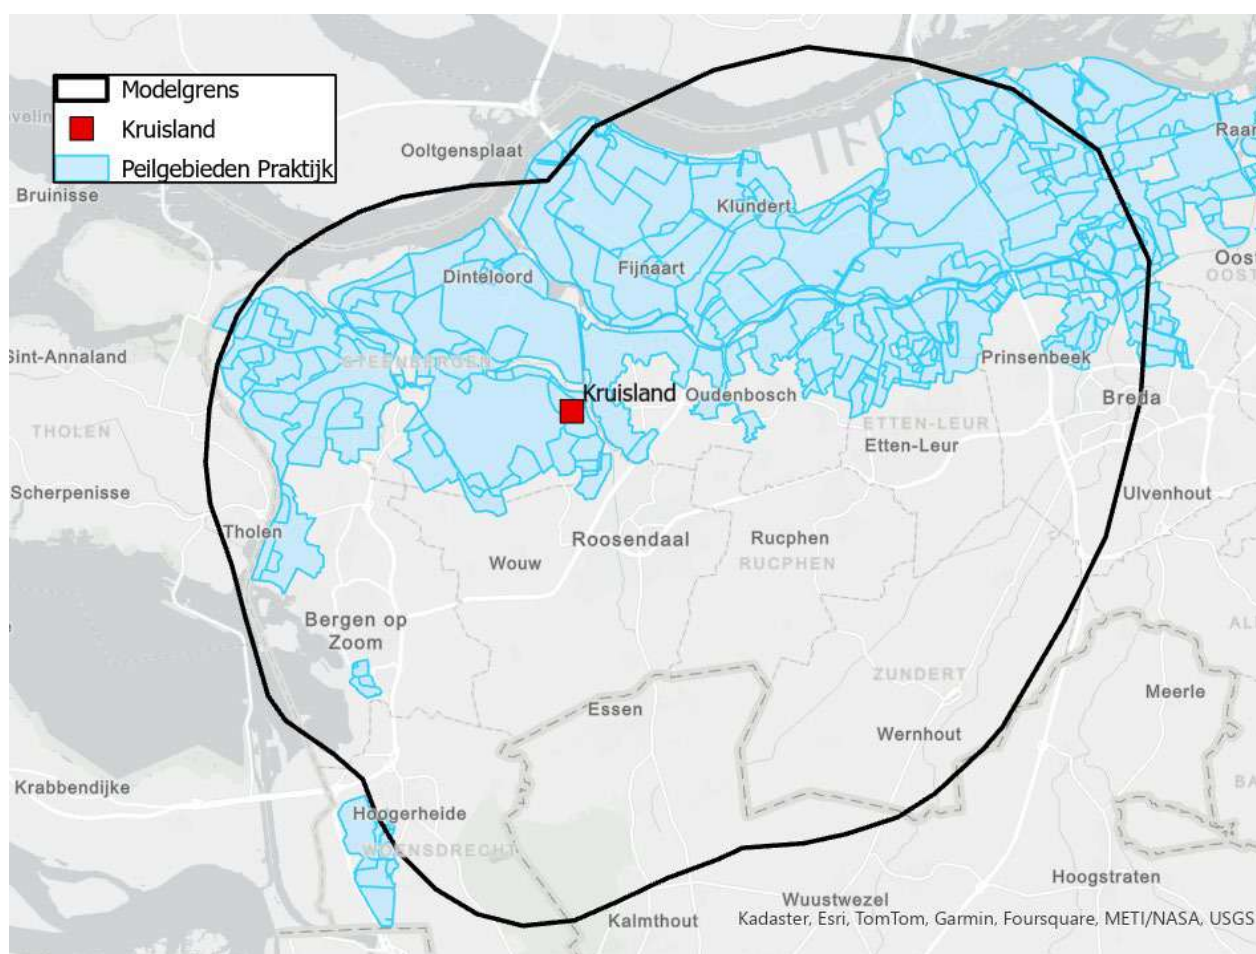 Modelgrens
Kruisland
Peilgebieden Praktijk
Ooltgensplaat
Bruinisse
Klundert
Dinteloord
Fijnaart
Sint-Annaland
STEENBERGEN
Prinsenbeek
Kruisland
Oudenbosch
Breda
THOLEN
ETTEN-LEUR
Etten-Leur
Scherpenisse
Ulvenhout
Tholen
Roosendaal
Rucphen
Wouw
RUCPHEN
Bergen op
Zoom
ZUNDERT
Meerle
Essen
Wernhout
Krabbendijke
Hoogerheide
WOENSDRECHT
Hoogstraten
Wuustwezel
Kalmthout
Kadaster, Esri, TomTom, Garmin, Foursquare, METI/NASA, USGS